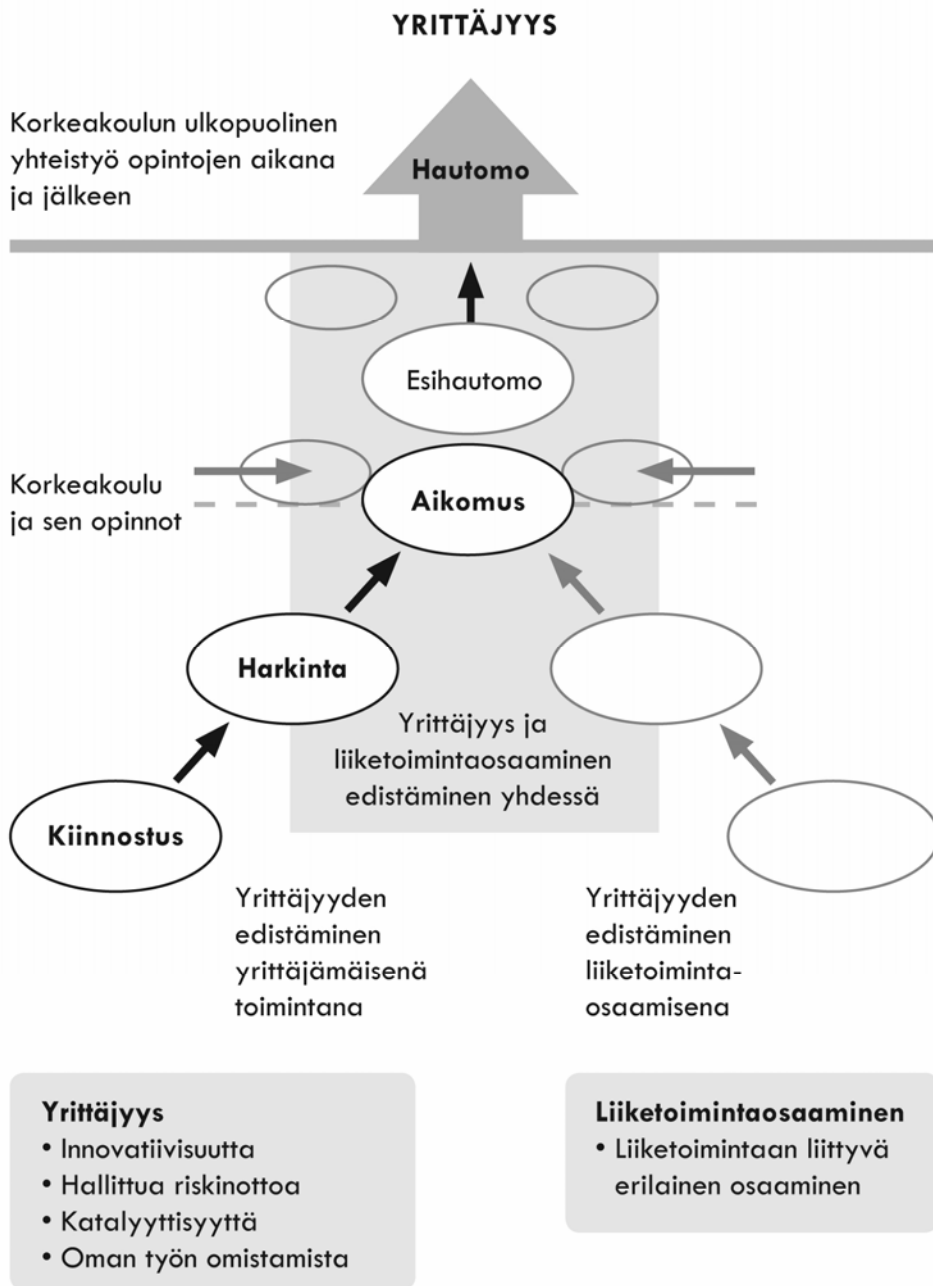 YRITTÄJYYS
Korkeakoulun ulkopuolinen
yhteistyö opintojen aikana
ja jälkeen
Hautomo
Esihautomo
Korkeakoulu
ja sen opinnot
Aikomus
Harkinta
Yrittäjyys ja
liiketoimintaosaaminen
edistäminen yhdessä
Kiinnostus
Yrittäjyyden
edistäminen
yrittäjämäisenä
toimintana
Yrittäjyyden
edistäminen
liiketoiminta-
osaamisena
Yrittäjyys
• Innovatiivisuutta
• Hallittua riskinottoa
• Katalyyttisyyttä
• Oman työn omistamista
Liiketoimintaosaaminen
• Liiketoimintaan liittyvä
erilainen osaaminen